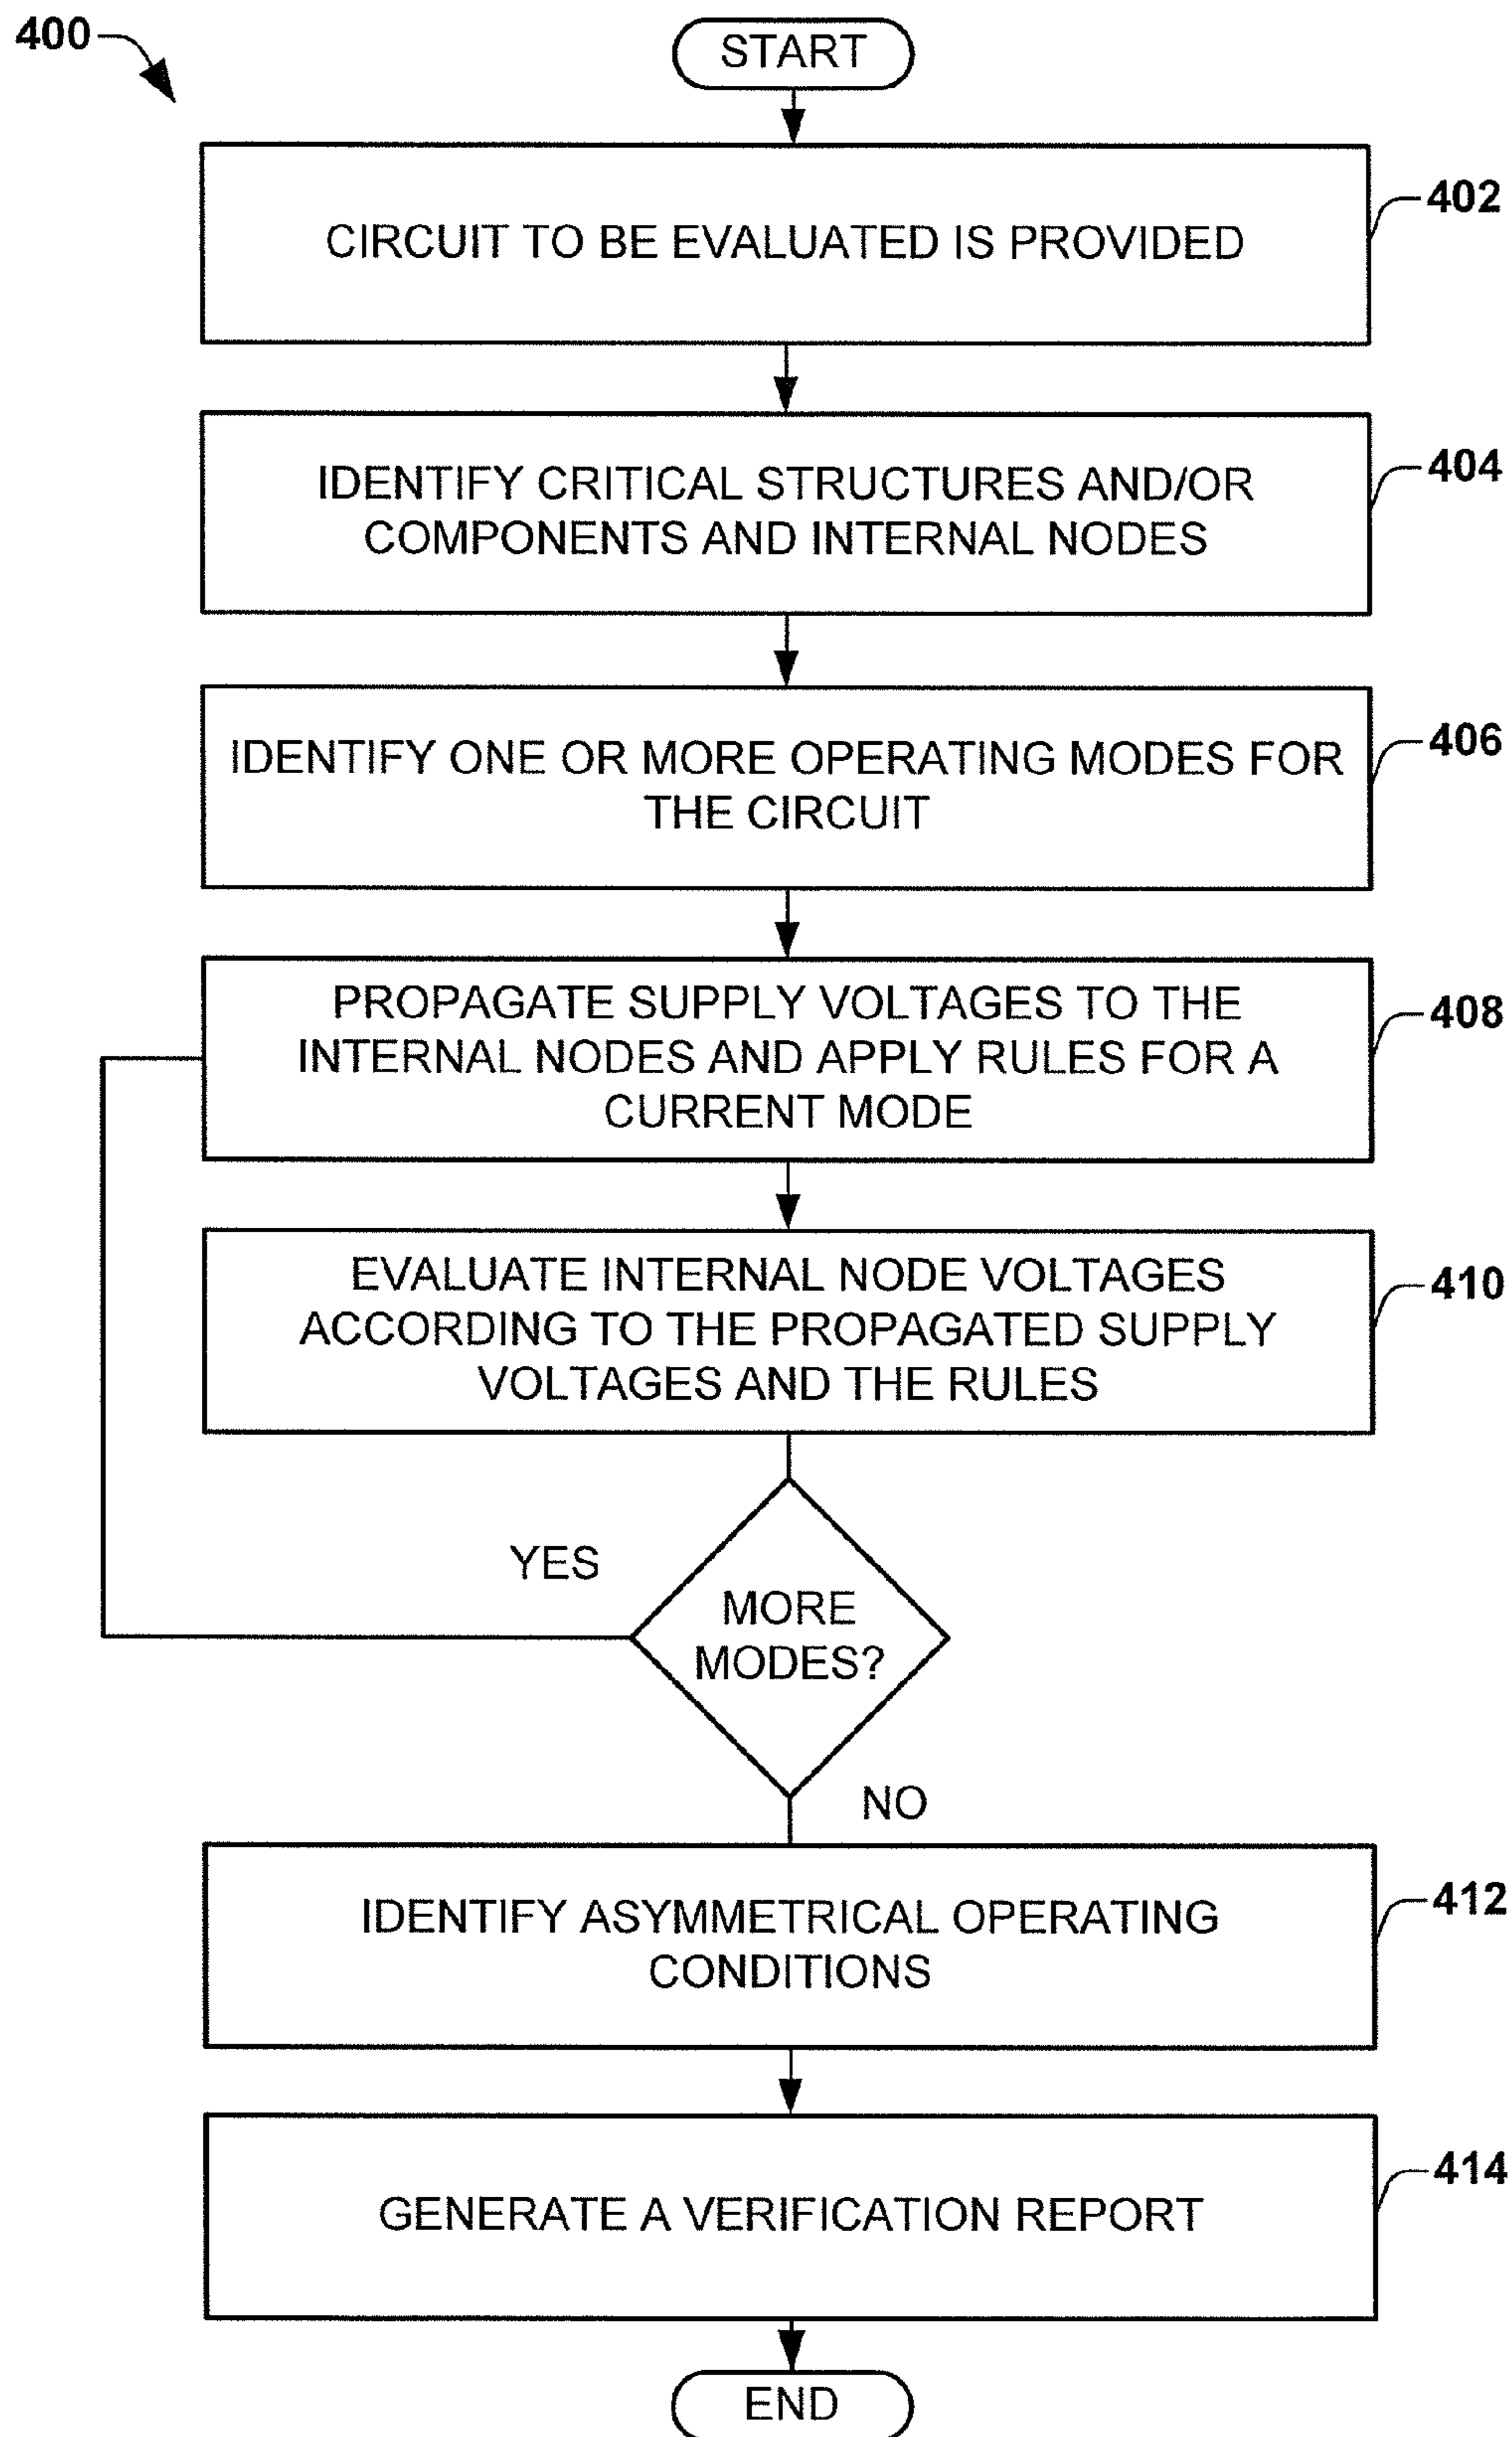 400
START
CIRCUIT TO BE EVALUATED IS PROVIDED
402
IDENTIFY CRITICAL STRUCTURES AND/OR
COMPONENTS AND INTERNAL NODES
404
IDENTIFY ONE OR MORE OPERATING MODES FOR
THE CIRCUIT
406
PROPAGATE SUPPLY VOLTAGES TO THE
INTERNAL NODES AND APPLY RULES FOR A
CURRENT MODE
408
EVALUATE INTERNAL NODE VOLTAGES
ACCORDING TO THE PROPAGATED SUPPLY
VOLTAGES AND THE RULES
410
YES
MORE
MODES?
NO
IDENTIFY ASYMMETRICAL OPERATING
CONDITIONS
412
GENERATE A VERIFICATION REPORT
414
END